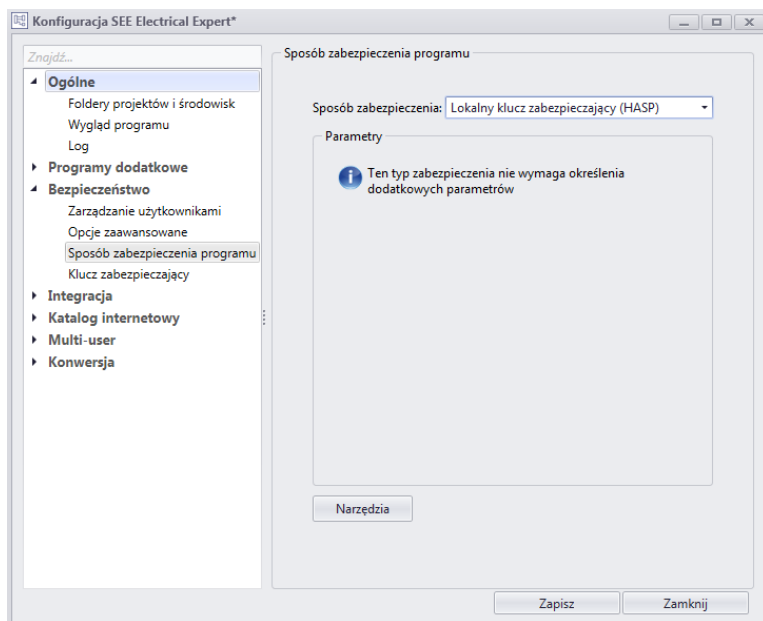 Konfiguracja SEE Electrical Expert*
Znajdź...
Ogólne
Foldery projektów i środowisk
Wygląd programu
Log
Programy dodatkowe
Bezpieczeństwo
Zarządzanie użytkownikami
Opcje zaawansowane
Sposób zabezpieczenia programu
Klucz zabezpieczający
Integracja
Katalog internetowy
Multi-user
Konwersja
Sposób zabezpieczenia programu
Sposób zabezpieczenia: Lokalny klucz zabezpieczający (HASP)
Parametry
Ten typ zabezpieczenia nie wymaga określenia
dodatkowych parametrów
Narzędzia
Zapisz Zamknij